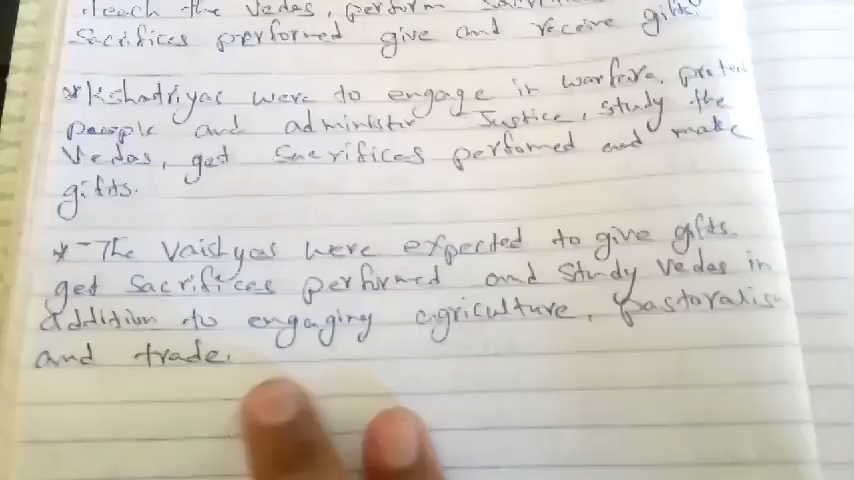 teach the Vedas, perform
Sacrifices performed give and receive gifts.
*Kshatriyas were to engage in warfare, protect
people and administr Justice, study the
Vedas, get Sacrifices perfomed and make
gifts.
* - The Vaishyas were expected to give gifts.
get Sacrifices performed and Study Vedas in
addition to engaging agriculture, pastoralism
and trade.